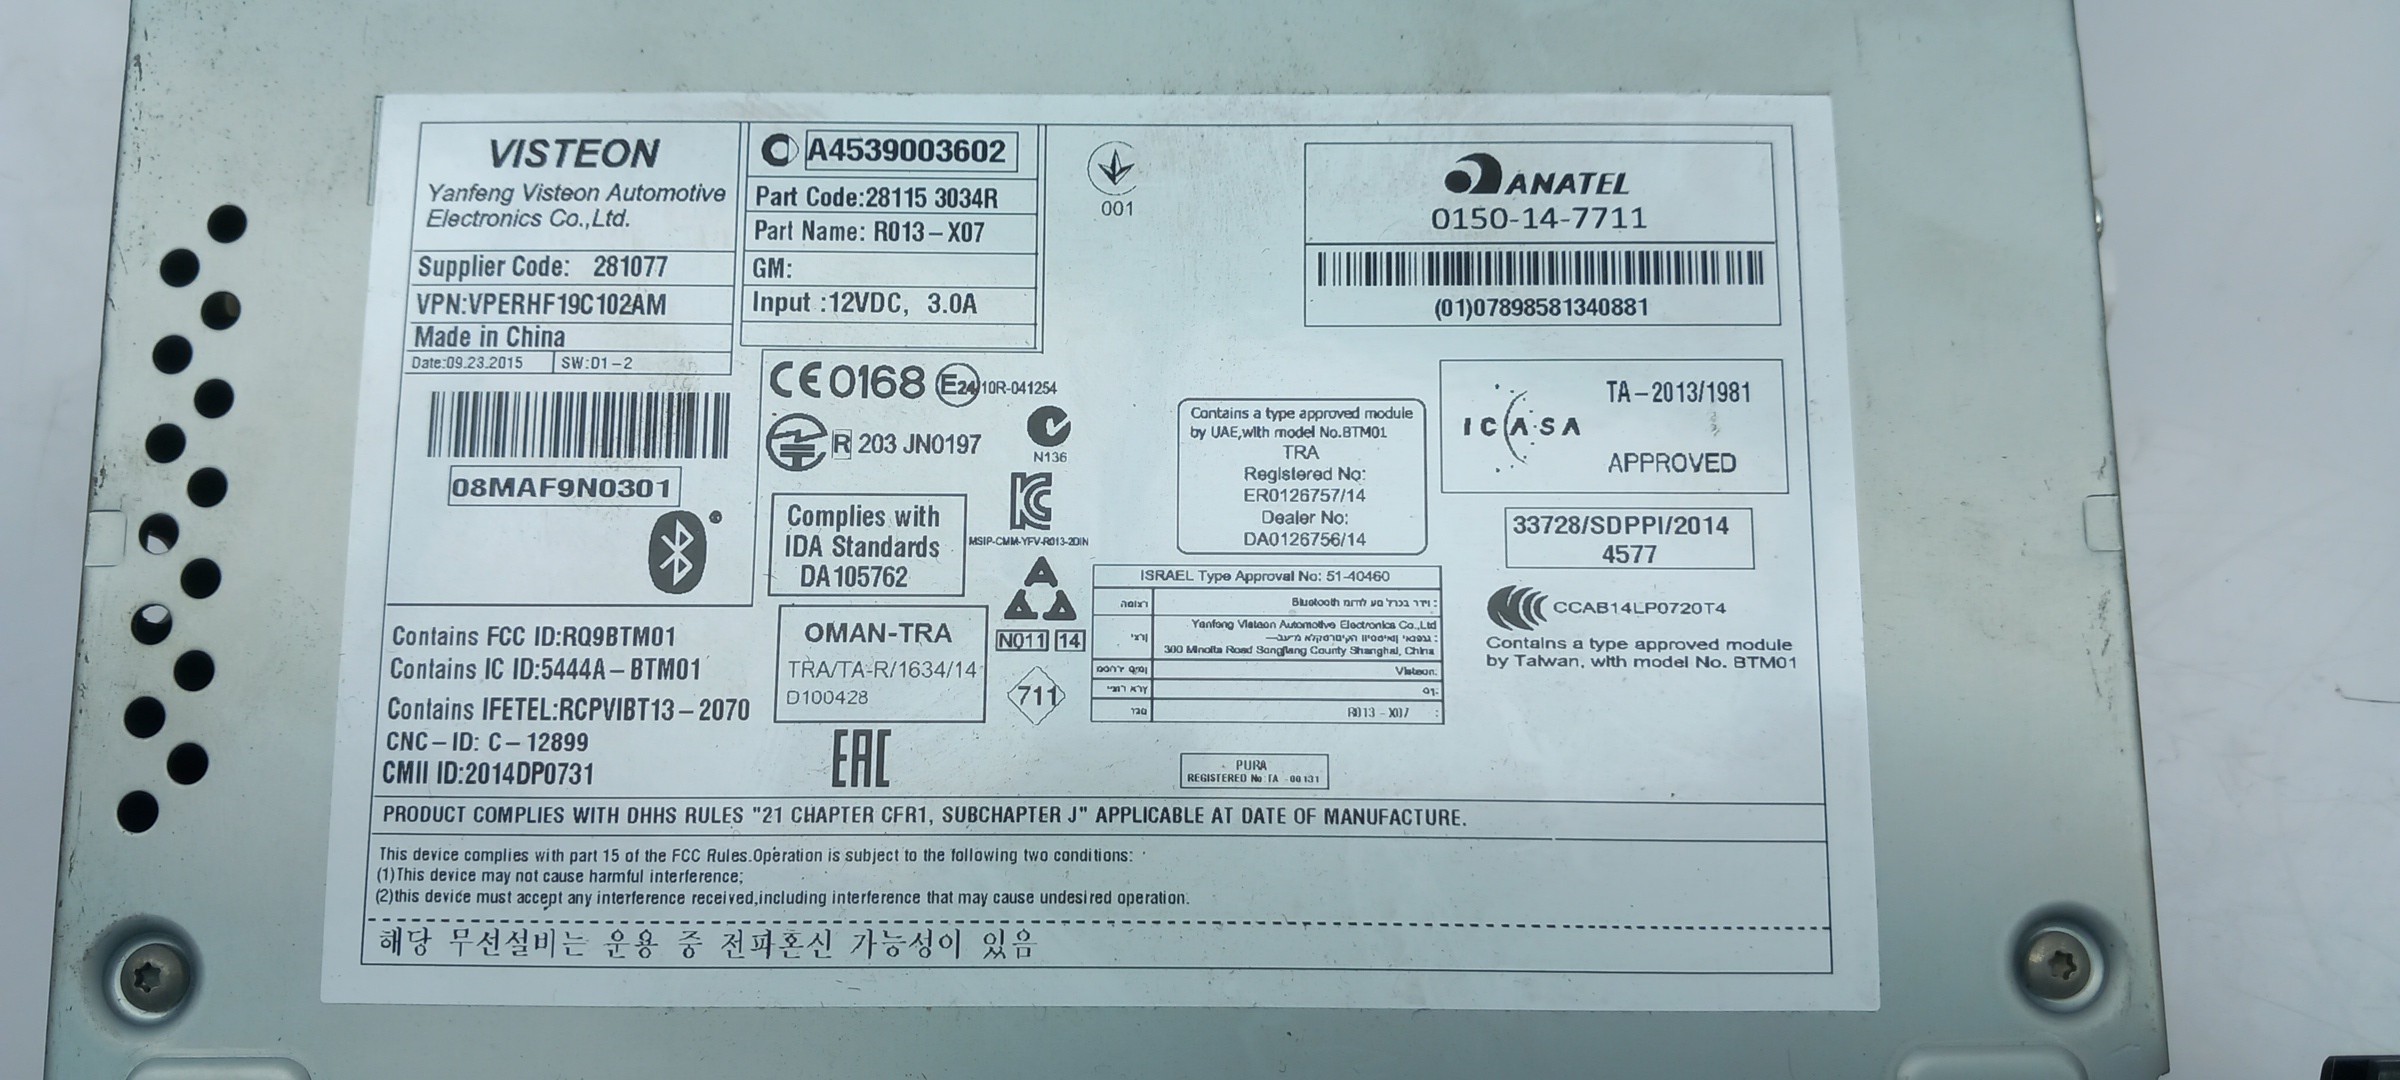 VISTEON
Yanfeng Visteon Automotive
Electronics Co.,Ltd.
Supplier Code: 281077
VPN:VPERHF19C102AM
Made in China
Date:09.23.2015 SW:D1-2
08MAF9N0301
A4539003602
Part Code:28115 3034R
Part Name: R013-X07
GM:
Input :12VDC, 3.0A
001
ANATEL
0150-14-7711
(01)07898581340881
CE0168 E24 10R-041254
R 203 JN0197
N136
Complies with
IDA Standards
DA105762
MSIP-CMM-YFV-R013-2DIN
N011 14
OMAN-TRA
TRA/TA-R/1634/14
D100428
711
EAC
Contains a type approved module
by UAE,with model No.BTM01
TRA
Registered No:
ER0126757/14
Dealer No:
DA0126756/14
ICASA
TA-2013/1981
APPROVED
33728/SDPPI/2014
4577
CCAB14LP0720T4
Contains a type approved module
by Taiwan, with model No. BTM01
ISRAEL Type Approval No: 51-40460
Bluetooth
Yanfeng Visteon Automotive Electronics Co.,Ltd
300 Minolta Road Songjiang County Shanghai, China
Visteon:
R013-X07 :
PURA
REGISTERED No TA - 00131
Contains FCC ID:RQ9BTM01
Contains IC ID:5444A-BTM01
Contains IFETEL:RCPVIBT13-2070
CNC-ID: C-12899
CMII ID:2014DP0731
PRODUCT COMPLIES WITH DHHS RULES "21 CHAPTER CFR1, SUBCHAPTER J" APPLICABLE AT DATE OF MANUFACTURE.
This device complies with part 15 of the FCC Rules.Operation is subject to the following two conditions:
(1)This device may not cause harmful interference;
(2)this device must accept any interference received,including interference that may cause undesired operation.
해당 무선설비는 운용 중 전파혼신 가능성이 있음